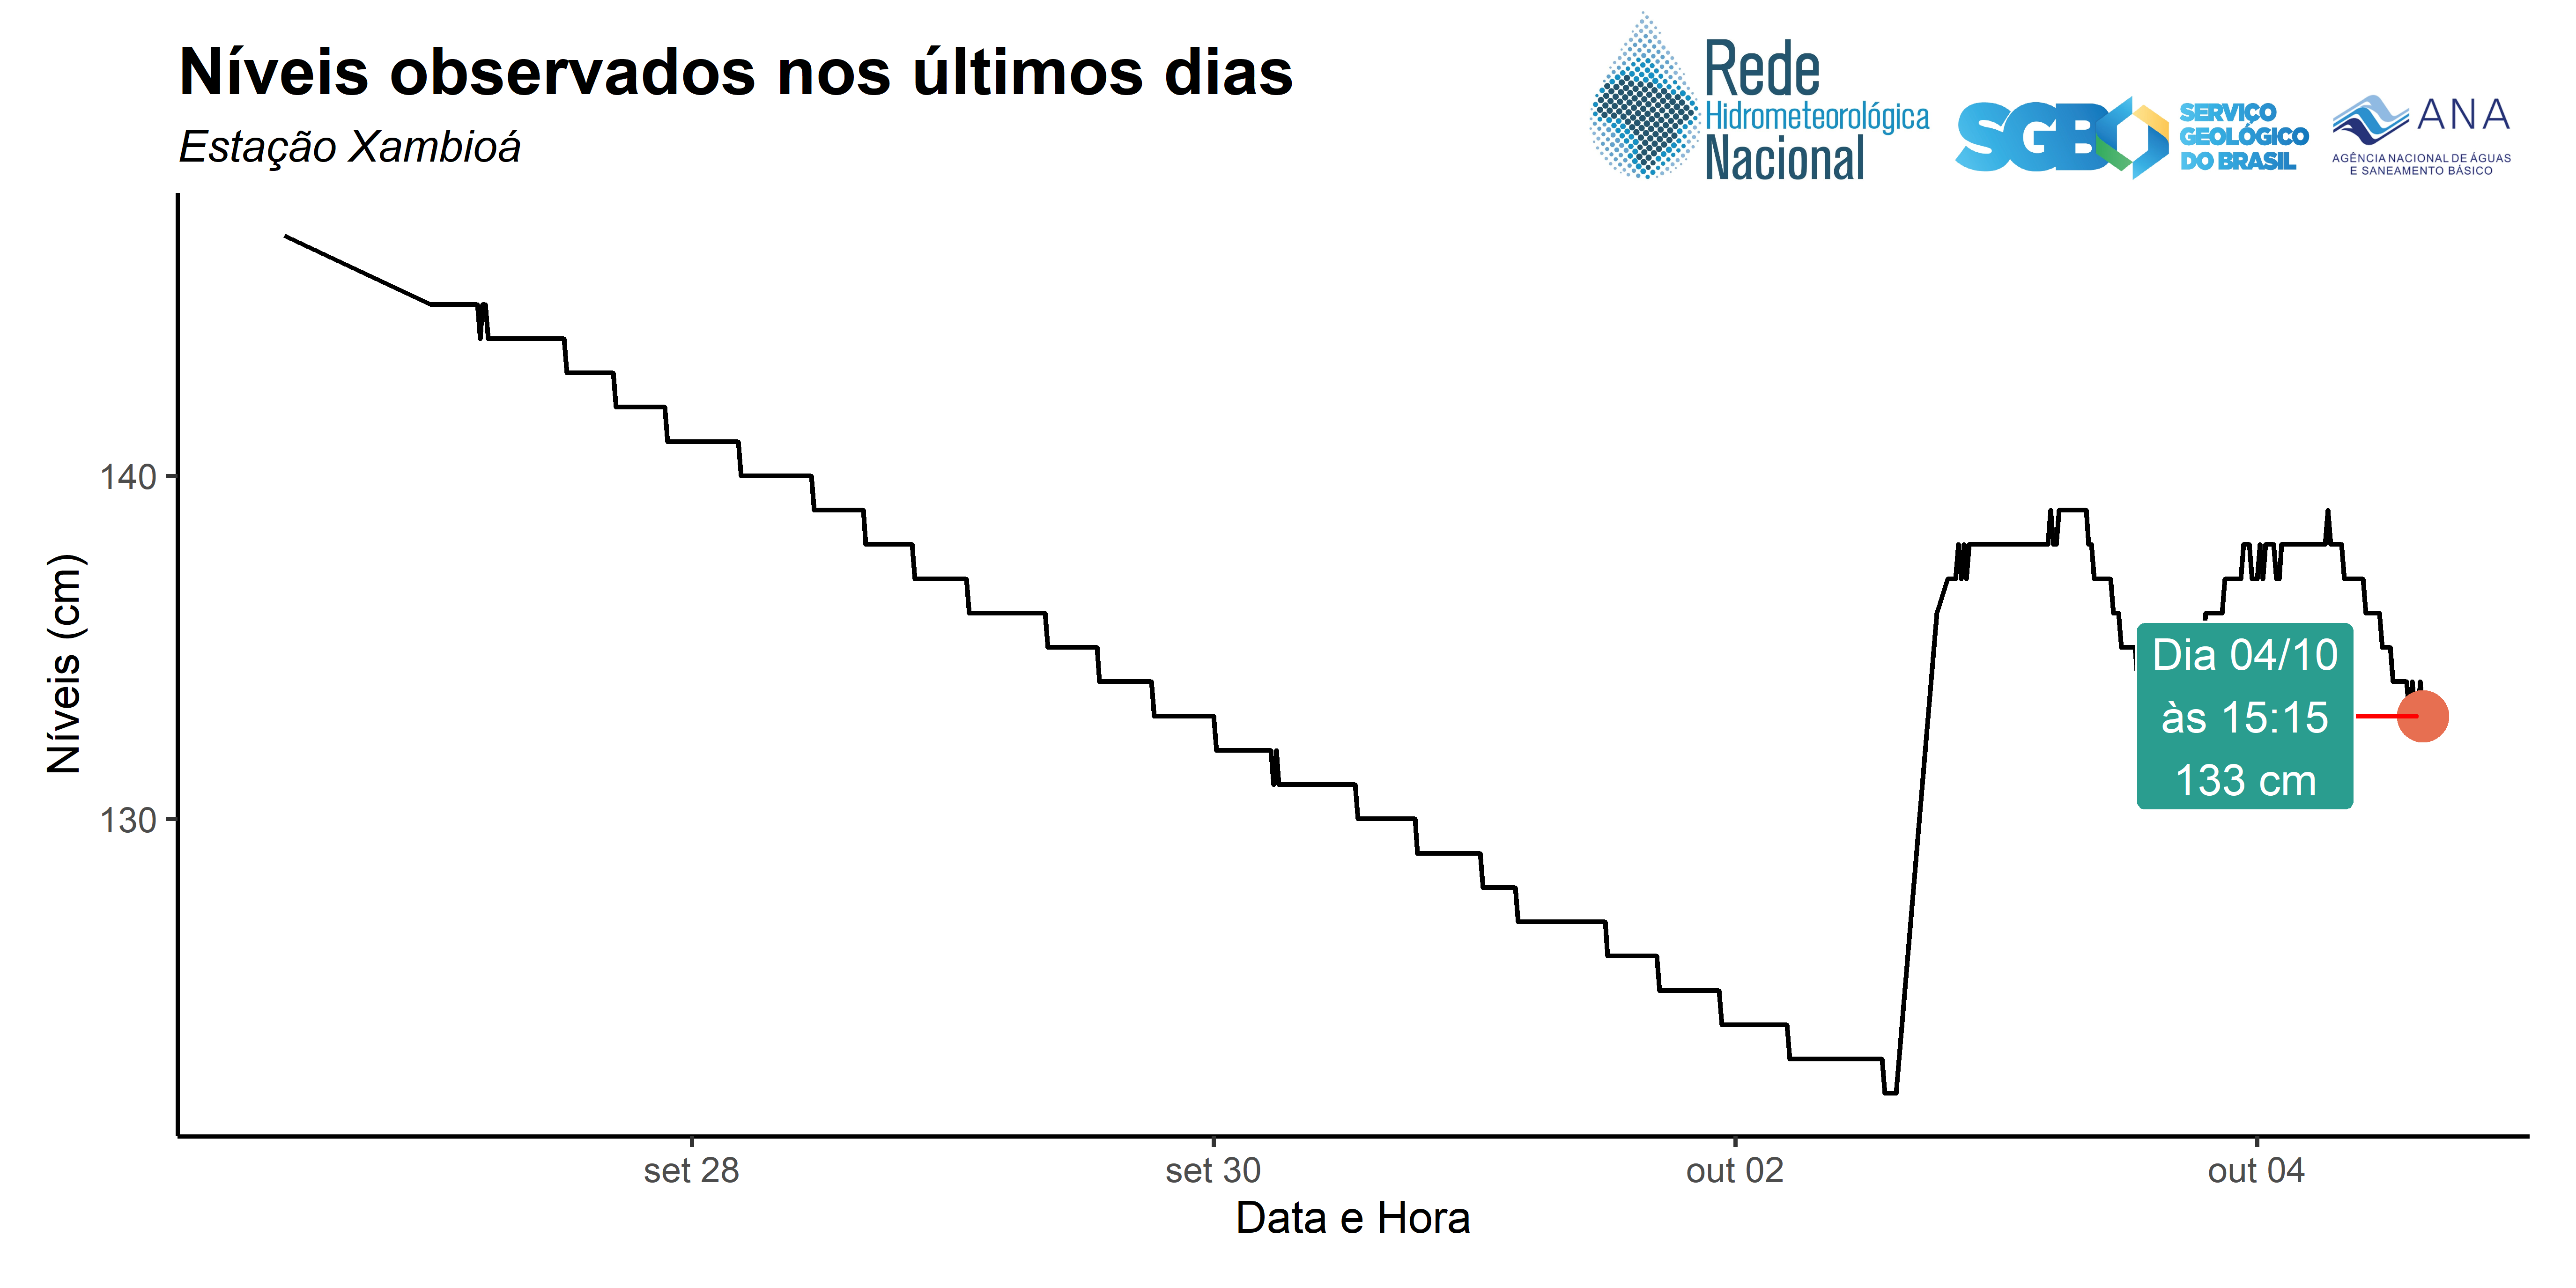 Níveis observados nos últimos dias
Estação Xambioá
Rede
Hidrometeorológica
Nacional
SGB
SERVIÇO
GEOLÓGICO
DO BRASIL
ANA
AGÊNCIA NACIONAL DE ÁGUAS
E SANEAMENTO BÁSICO
Níveis (cm)
140
130
Dia 04/10
às 15:15
133 cm
set 28
set 30
out 02
out 04
Data e Hora